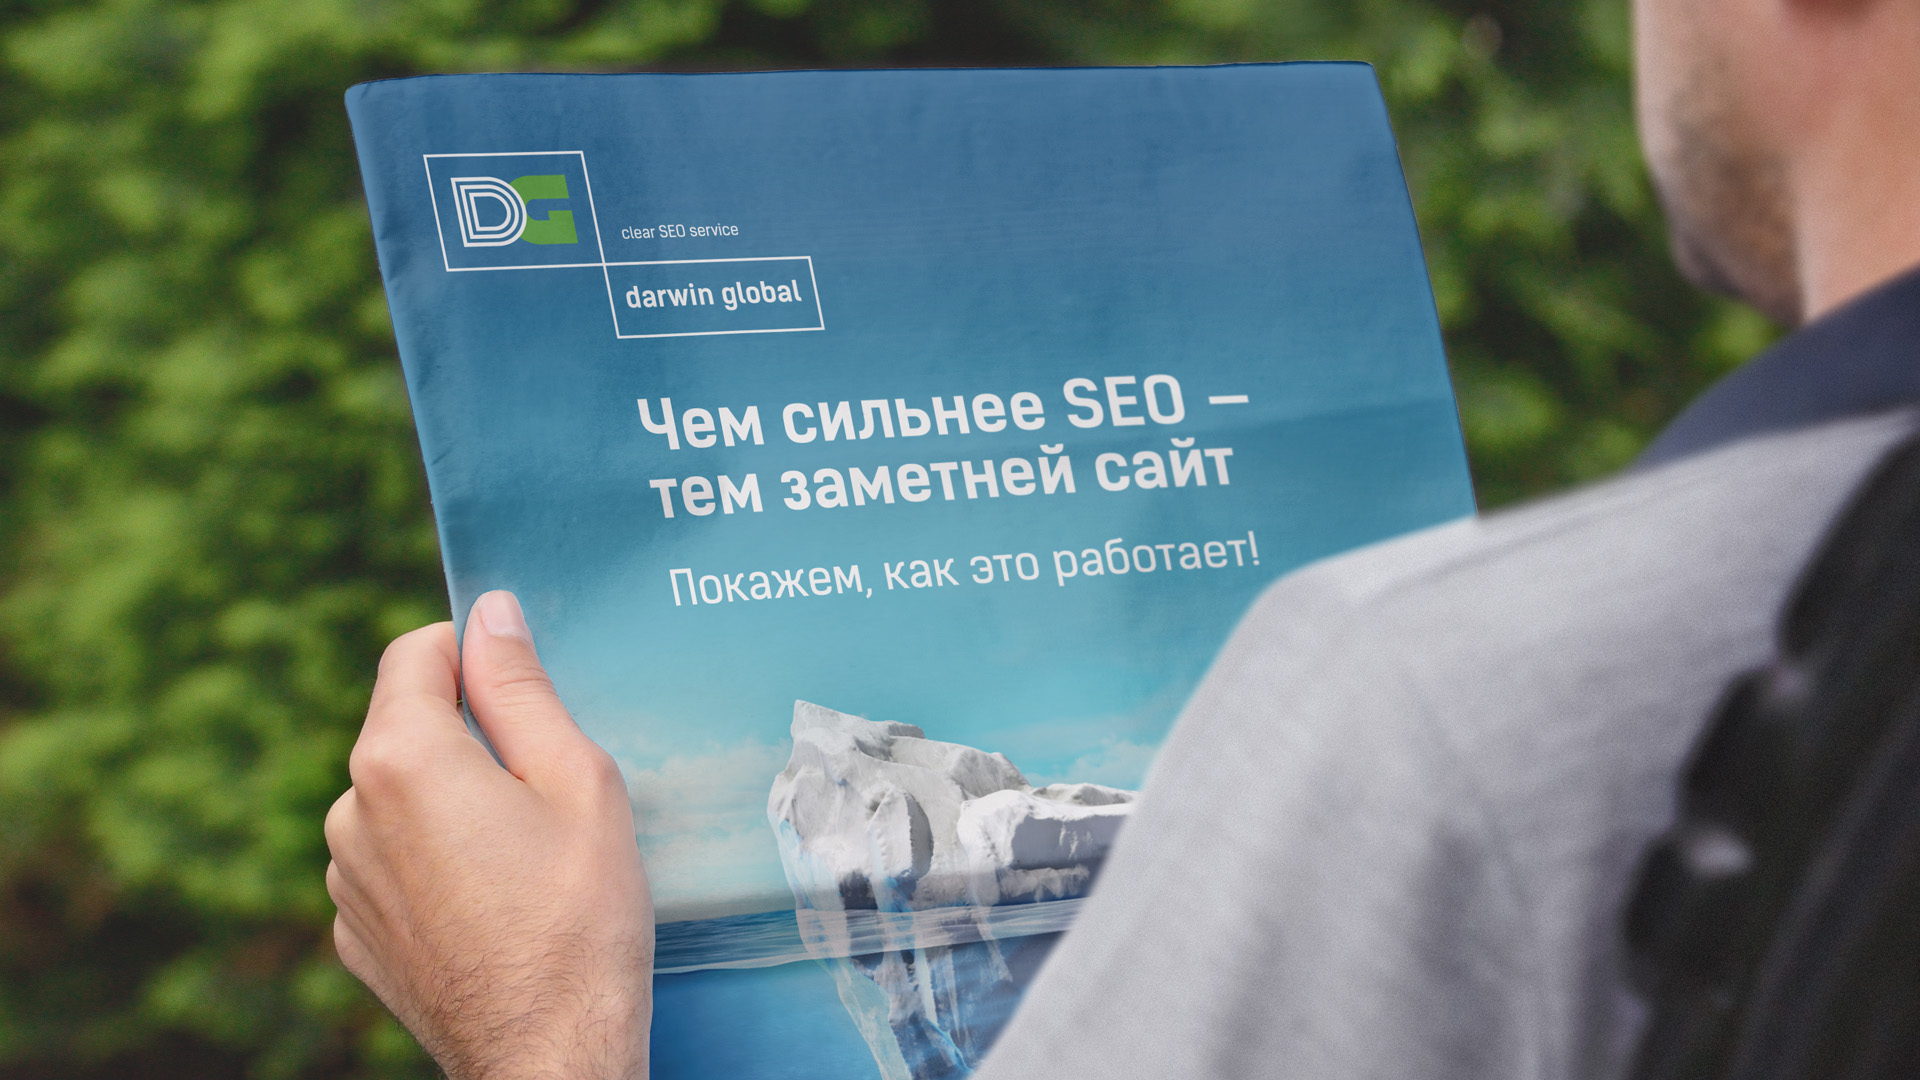 DG
clear SEO service
darwin global
Чем сильнее SEO –
тем заметней сайт
Покажем, как это работает!